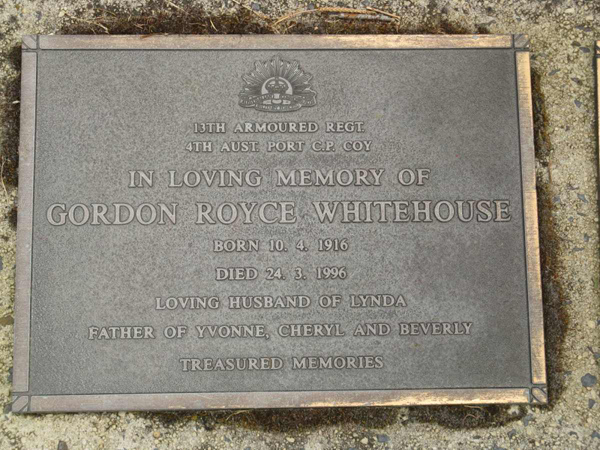 13TH ARMOURED REGT.
4TH AUST. PORT C.P. COY
IN LOVING MEMORY OF
GORDON ROYCE WHITEHOUSE
BORN 10. 4. 1916
DIED 24. 3. 1996
LOVING HUSBAND OF LYNDA
FATHER OF YVONNE, CHERYL AND BEVERLY
TREASURED MEMORIES